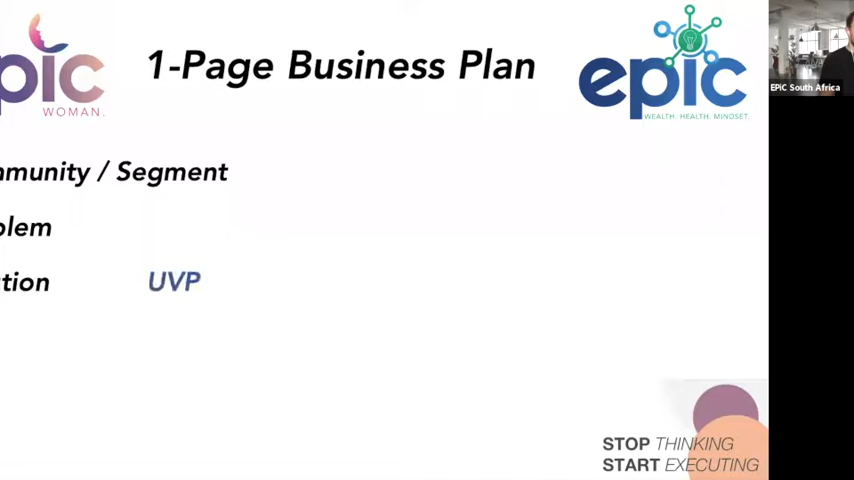 epic
WOMAN.
1-Page Business Plan
epic
WEALTH. HEALTH. MINDSET.
EPiC South Africa
mmunity / Segment
blem
tion UVP
STOP THINKING
START EXECUTING